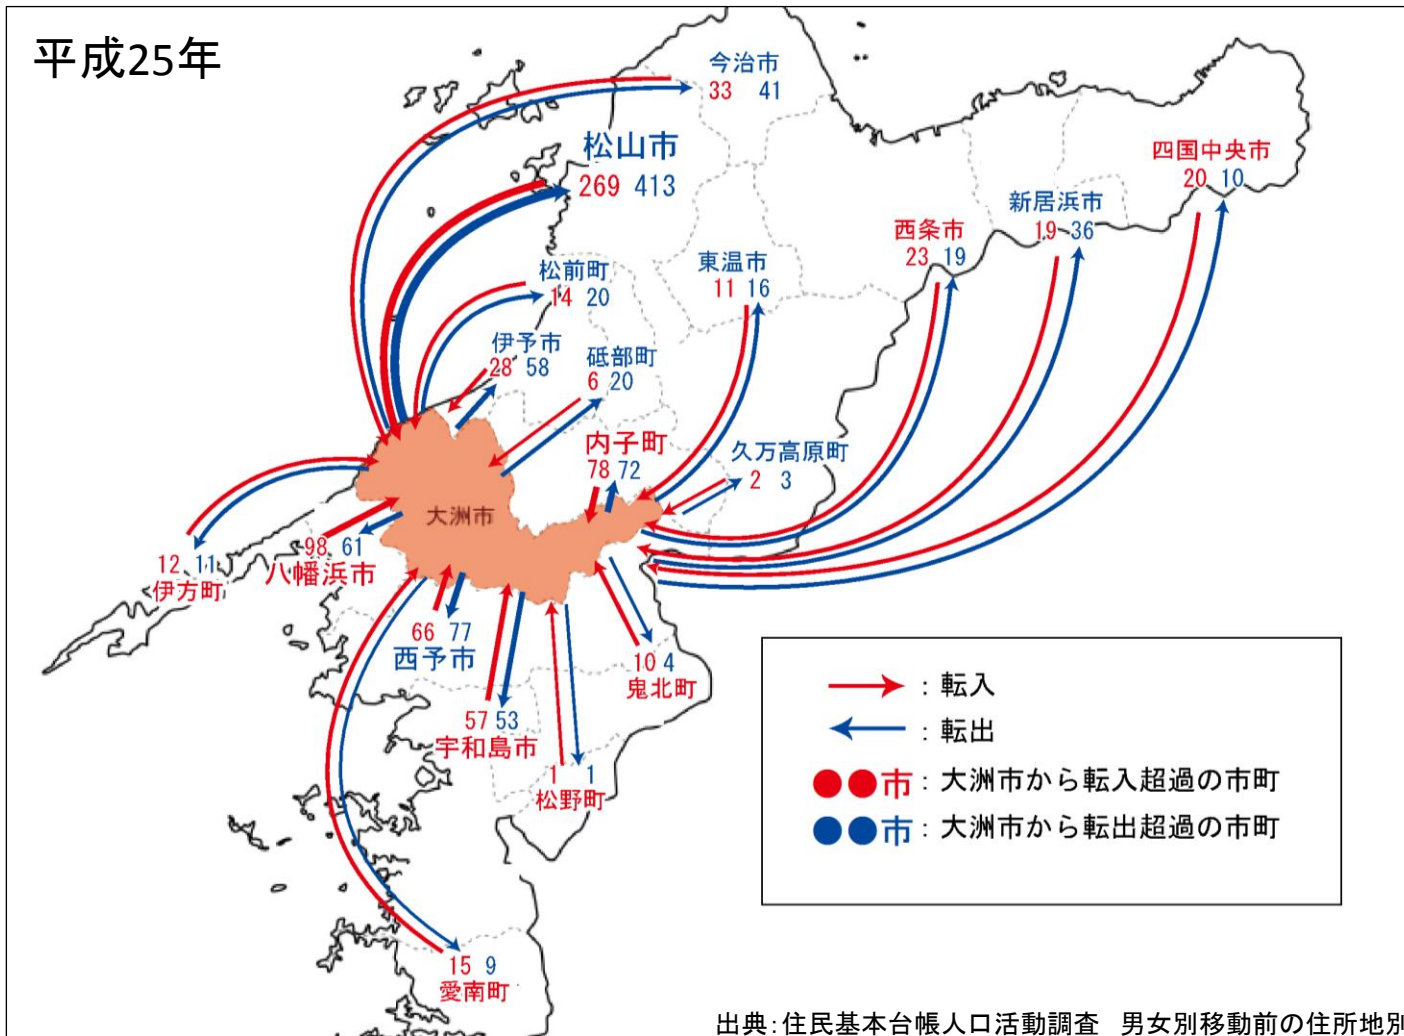 平成25年
今治市
33 41
松山市
269 413
四国中央市
20 10
新居浜市
19 36
西条市
23 19
東温市
11 16
松前町
14 20
伊予市
28 58
砥部町
6 20
内子町
78 72
久万高原町
2 3
大洲市
98 61
八幡浜市
12 11
伊方町
66 77
西予市
10 4
鬼北町
57 53
宇和島市
1 1
松野町
15 9
愛南町
：転入
：転出
●●市：大洲市から転入超過の市町
●●市：大洲市から転出超過の市町
出典：住民基本台帳人口活動調査　男女別移動前の住所地別